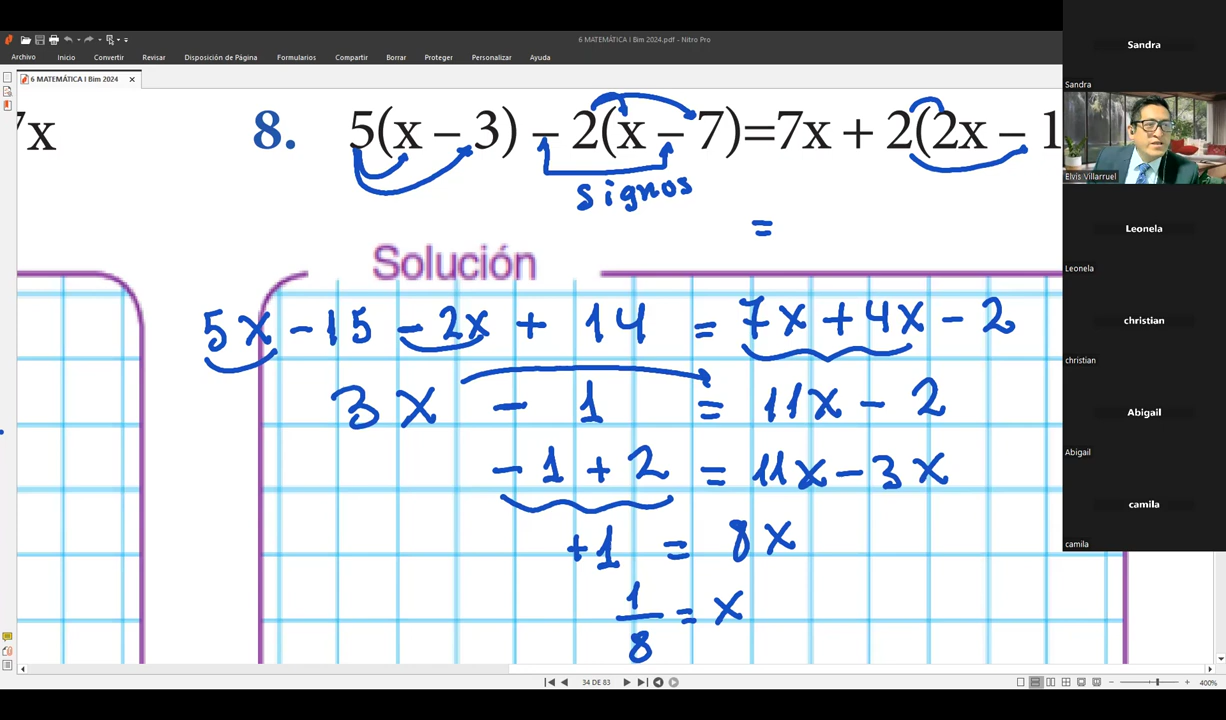 6 MATEMÁTICA I Bim 2024.pdf - Nitro Pro
Archivo Inicio Convertir Revisar Disposición de Página Formularios Compartir Borrar Proteger Personalizar Ayuda
6 MATEMÁTICA I Bim 2024 ×
7x
8. 5(x − 3) − 2(x − 7)=7x + 2(2x − 1
signos
=
Solución
5x − 15 − 2x + 14 = 7x + 4x − 2
3x − 1 = 11x − 2
− 1 + 2 = 11x − 3x
+1 = 8x
1/8 = x
34 DE 83
400%
Sandra
Sandra
Elvis Villarruel
Leonela
Leonela
christian
christian
Abigail
Abigail
camila
camila